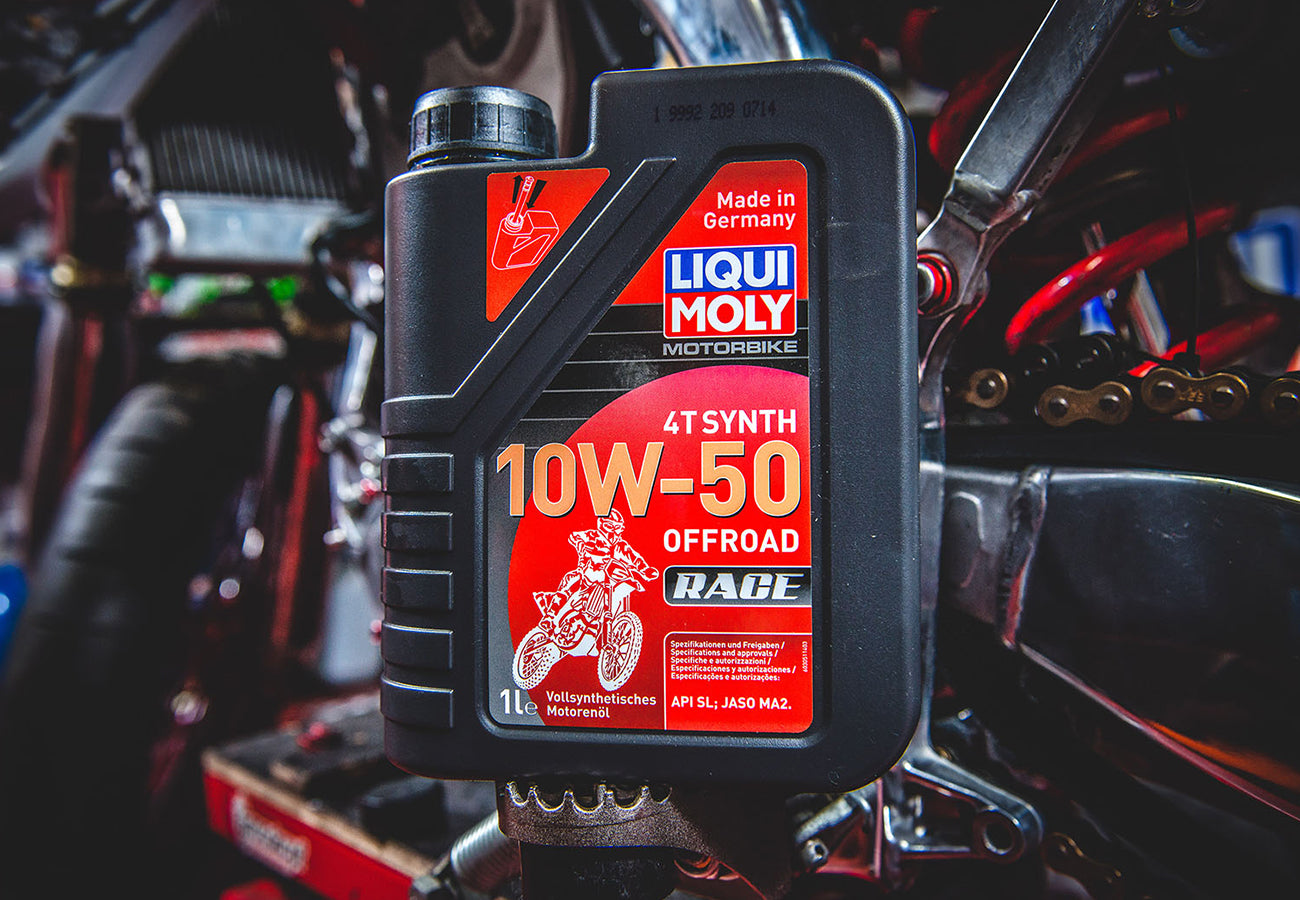 1 9992 209 0714
Made in
Germany
LIQUI
MOLY
MOTORBIKE
4T SYNTH
10W-50
OFFROAD
RACE
Spezifikationen und Freigaben /
Specifications and approvals /
Specifiche e autorizzazioni /
Especificaciones y autorizaciones /
Especificações e autorizações:
API SL; JASO MA2.
1L e
Vollsynthetisches
Motorenöl